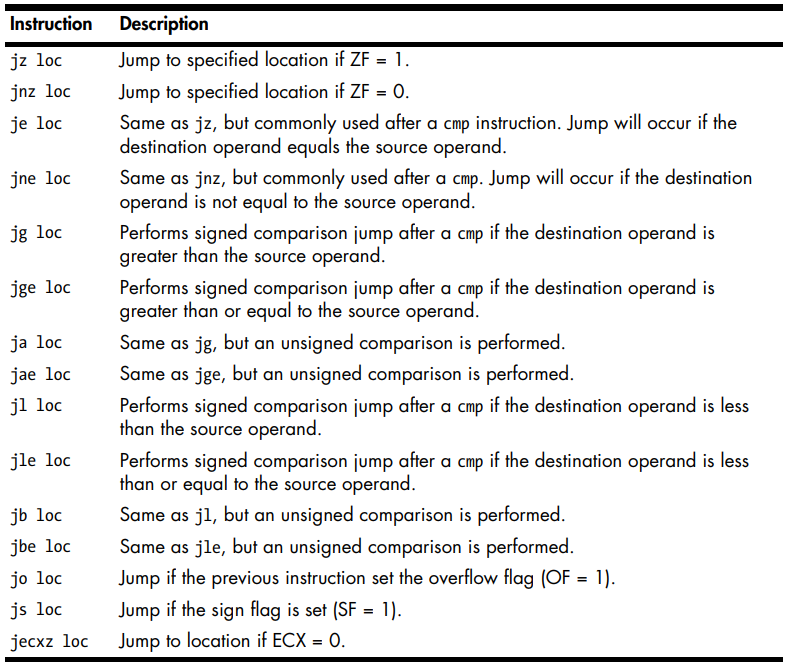 Instruction Description
jz loc Jump to specified location if ZF = 1.
jnz loc Jump to specified location if ZF = 0.
je loc Same as jz, but commonly used after a cmp instruction. Jump will occur if the
destination operand equals the source operand.
jne loc Same as jnz, but commonly used after a cmp. Jump will occur if the destination
operand is not equal to the source operand.
jg loc Performs signed comparison jump after a cmp if the destination operand is
greater than the source operand.
jge loc Performs signed comparison jump after a cmp if the destination operand is
greater than or equal to the source operand.
ja loc Same as jg, but an unsigned comparison is performed.
jae loc Same as jge, but an unsigned comparison is performed.
jl loc Performs signed comparison jump after a cmp if the destination operand is less
than the source operand.
jle loc Performs signed comparison jump after a cmp if the destination operand is less
than or equal to the source operand.
jb loc Same as jl, but an unsigned comparison is performed.
jbe loc Same as jle, but an unsigned comparison is performed.
jo loc Jump if the previous instruction set the overflow flag (OF = 1).
js loc Jump if the sign flag is set (SF = 1).
jecxz loc Jump to location if ECX = 0.